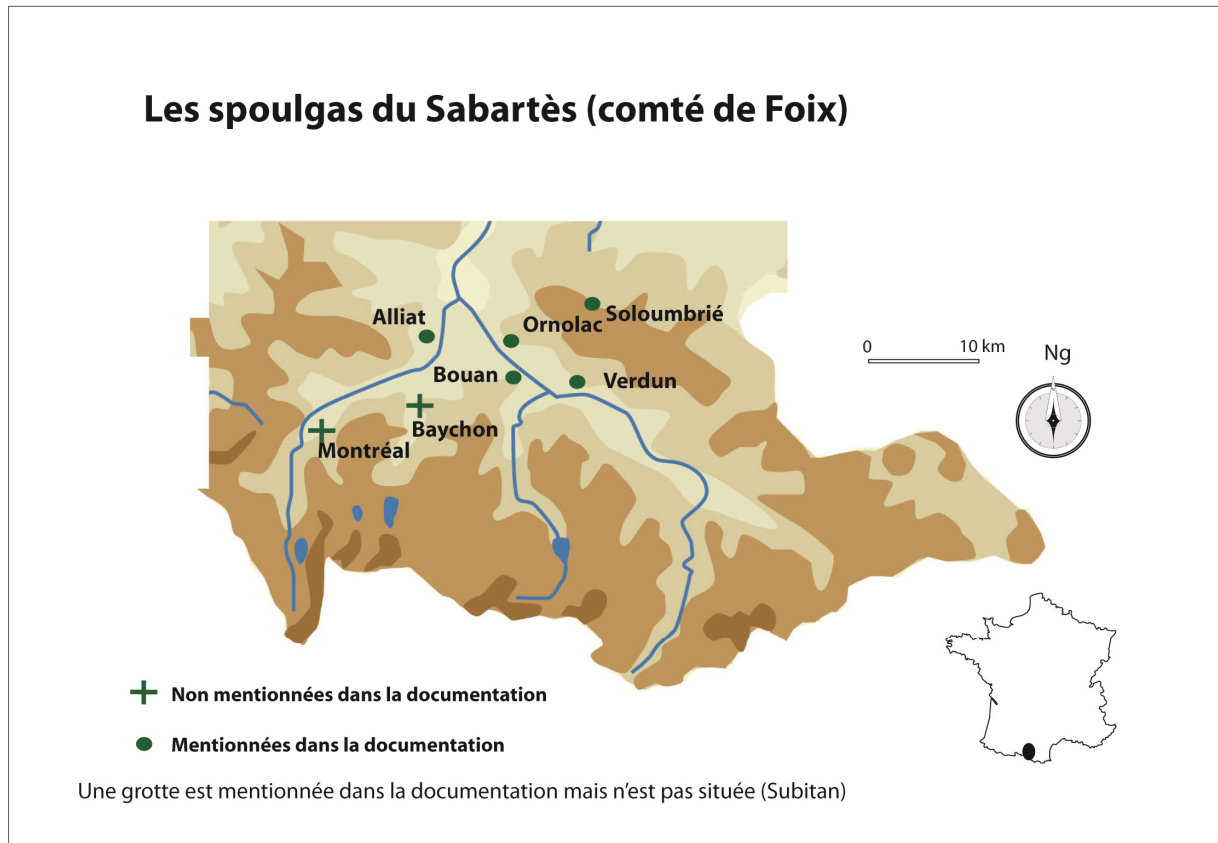 Les spoulgas du Sabartès (comté de Foix)
Alliat
Ornolac
Soloumbrié
Bouan
Verdun
Baychon
Montréal
0 10 km
Ng
Non mentionnées dans la documentation
Mentionnées dans la documentation
Une grotte est mentionnée dans la documentation mais n'est pas située (Subitan)